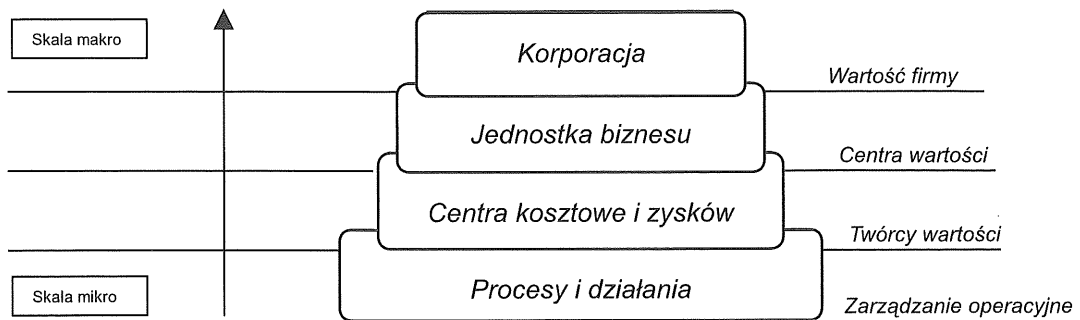 Skala makro
Korporacja
Wartość firmy
Jednostka biznesu
Centra wartości
Centra kosztowe i zysków
Twórcy wartości
Procesy i działania
Skala mikro
Zarządzanie operacyjne